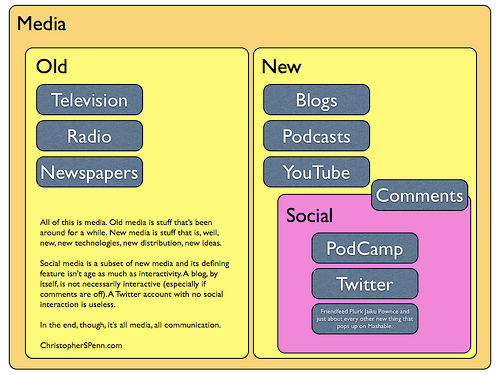 Media
Old
Television
Radio
Newspapers
All of this is media. Old media is stuff that's been
around for a while. New media is stuff that is, well,
new, new technologies, new distribution, new ideas.
Social media is a subset of new media and its defining
feature isn't age as much as interactivity. A blog, by
itself, is not necessarily interactive (especially if
comments are off). A Twitter account with no social
interaction is useless.
In the end, though, it's all media, all communication.
ChristopherSPenn.com
New
Blogs
Podcasts
YouTube
Comments
Social
PodCamp
Twitter
Friendfeed Plurk Jaiku Pownce and
just about every other new thing that
pops up on Mashable.